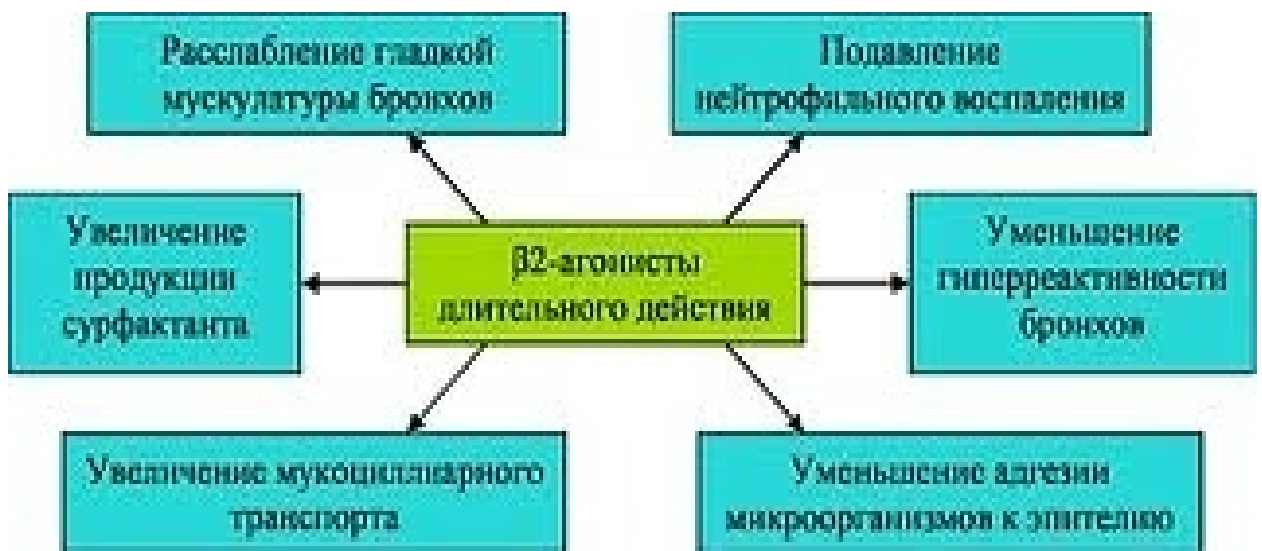 Расслабление гладкой
мускулатуры бронхов
Подавление
нейтрофильного воспаления
Увеличение
продукции
сурфактанта
β2-агонисты
длительного действия
Уменьшение
гиперреактивности
бронхов
Увеличение мукоциллиарного
транспорта
Уменьшение адгезии
микроорганизмов к эпителию